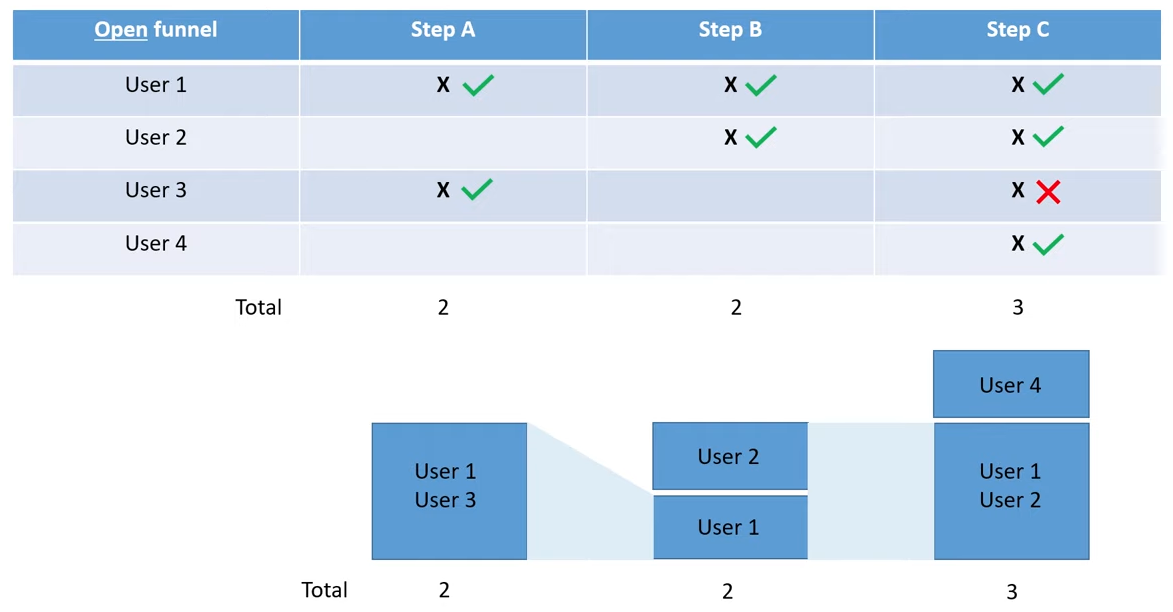 Open funnel Step A Step B Step C
User 1 X ✓ X ✓ X ✓
User 2 X ✓ X ✓
User 3 X ✓ X ✗
User 4 X ✓
Total 2 2 3
User 4
User 1
User 3
User 2
User 1
User 1
User 2
Total 2 2 3